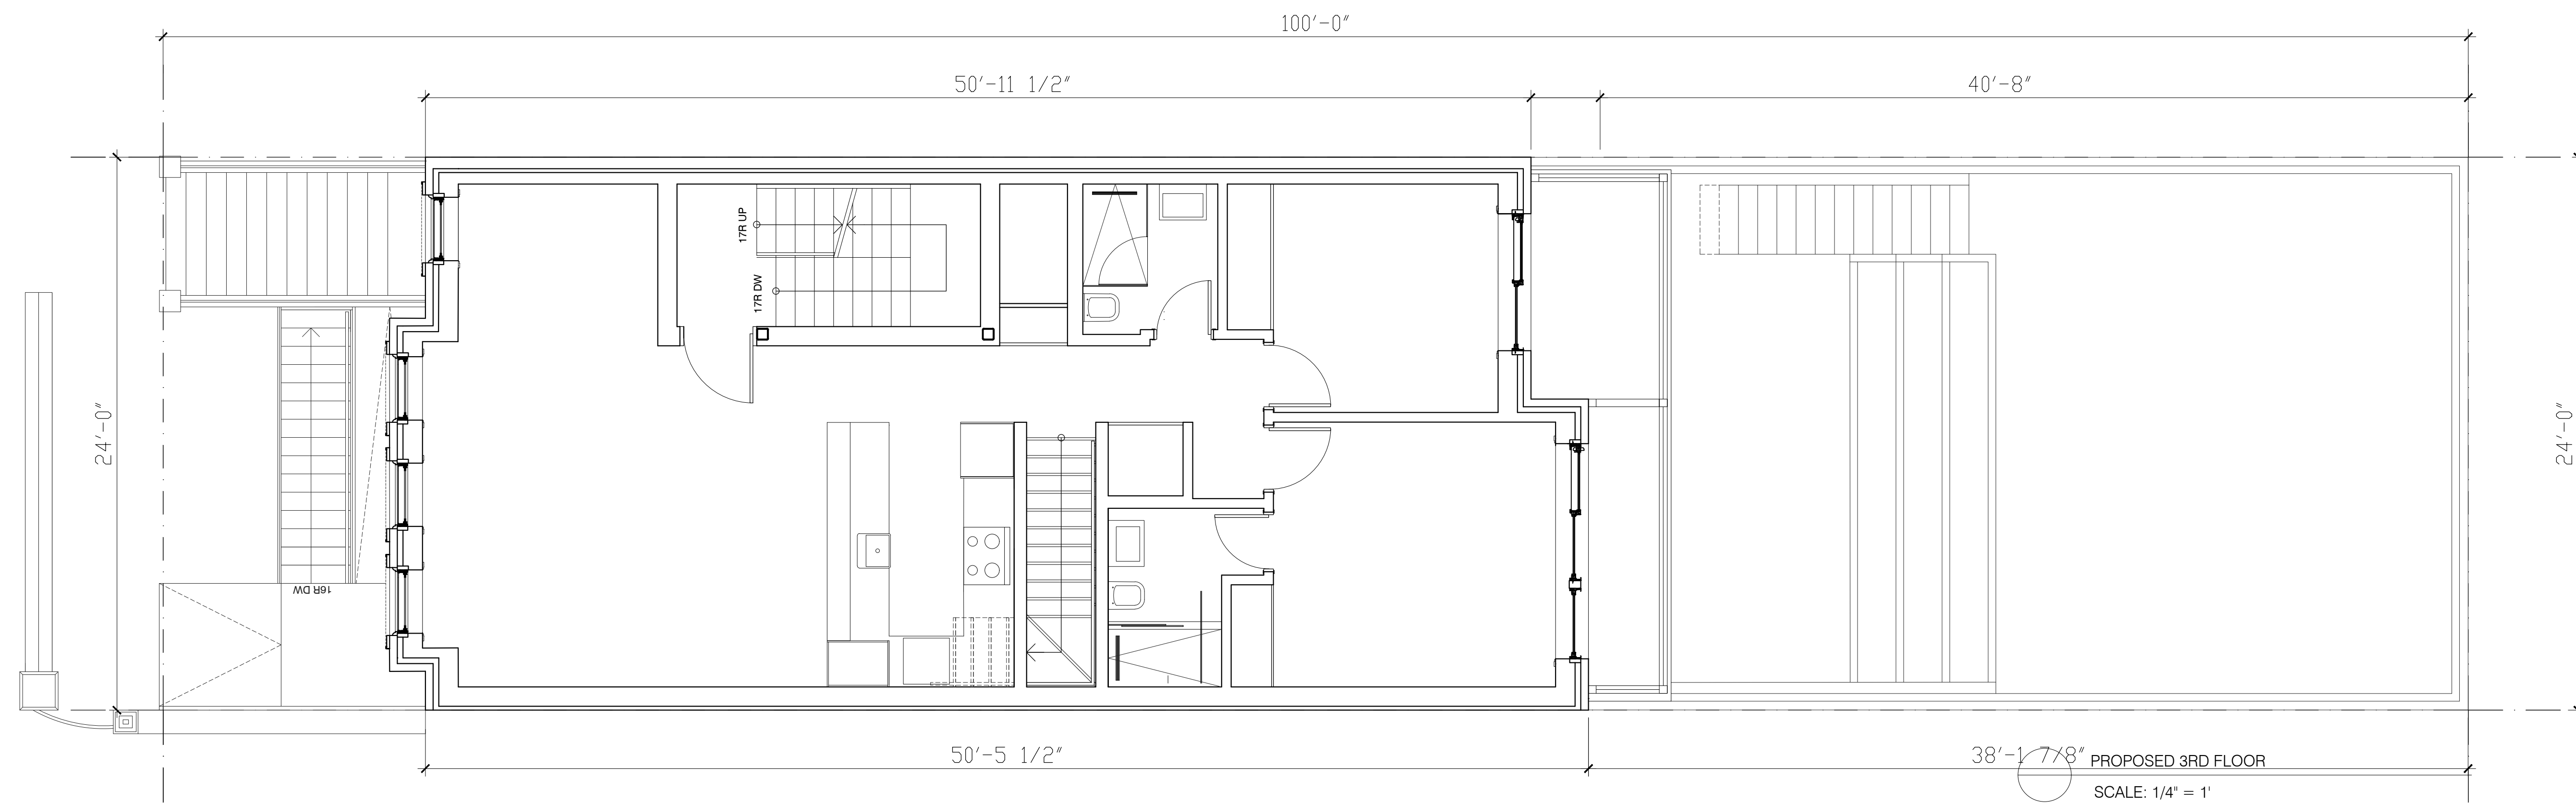 100'-0"
50'-11 1/2"
40'-8"
24'-0"
17R UP
17R DW
24'-0"
16R DW
50'-5 1/2"
38'-1 7/8"
PROPOSED 3RD FLOOR
SCALE: 1/4" = 1'